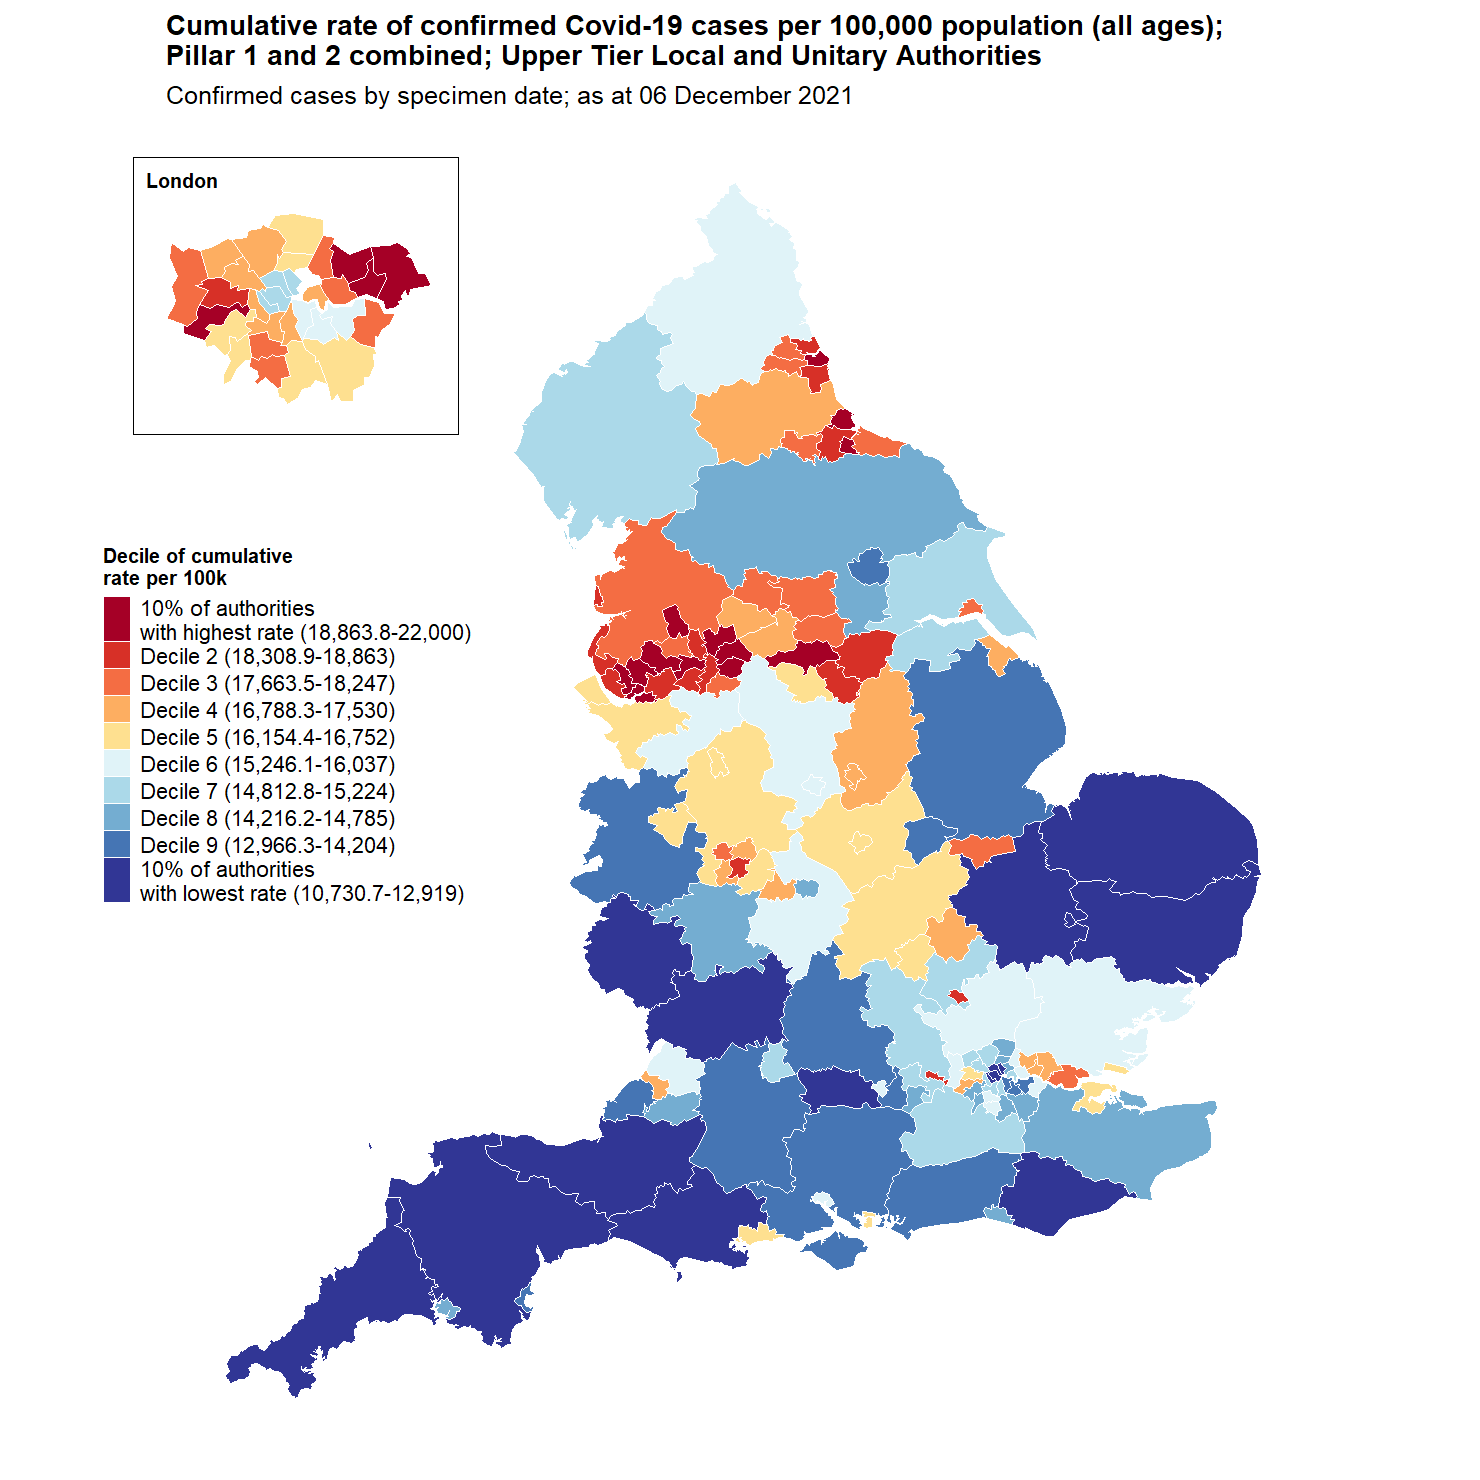 Cumulative rate of confirmed Covid-19 cases per 100,000 population (all ages);
Pillar 1 and 2 combined; Upper Tier Local and Unitary Authorities
Confirmed cases by specimen date; as at 06 December 2021
London
Decile of cumulative
rate per 100k
10% of authorities
with highest rate (18,863.8-22,000)
Decile 2 (18,308.9-18,863)
Decile 3 (17,663.5-18,247)
Decile 4 (16,788.3-17,530)
Decile 5 (16,154.4-16,752)
Decile 6 (15,246.1-16,037)
Decile 7 (14,812.8-15,224)
Decile 8 (14,216.2-14,785)
Decile 9 (12,966.3-14,204)
10% of authorities
with lowest rate (10,730.7-12,919)